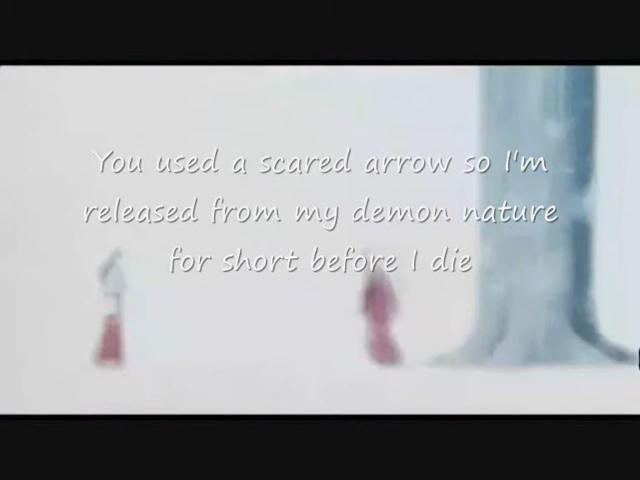 You used a scared arrow so I'm
released from my demon nature
for short before I die